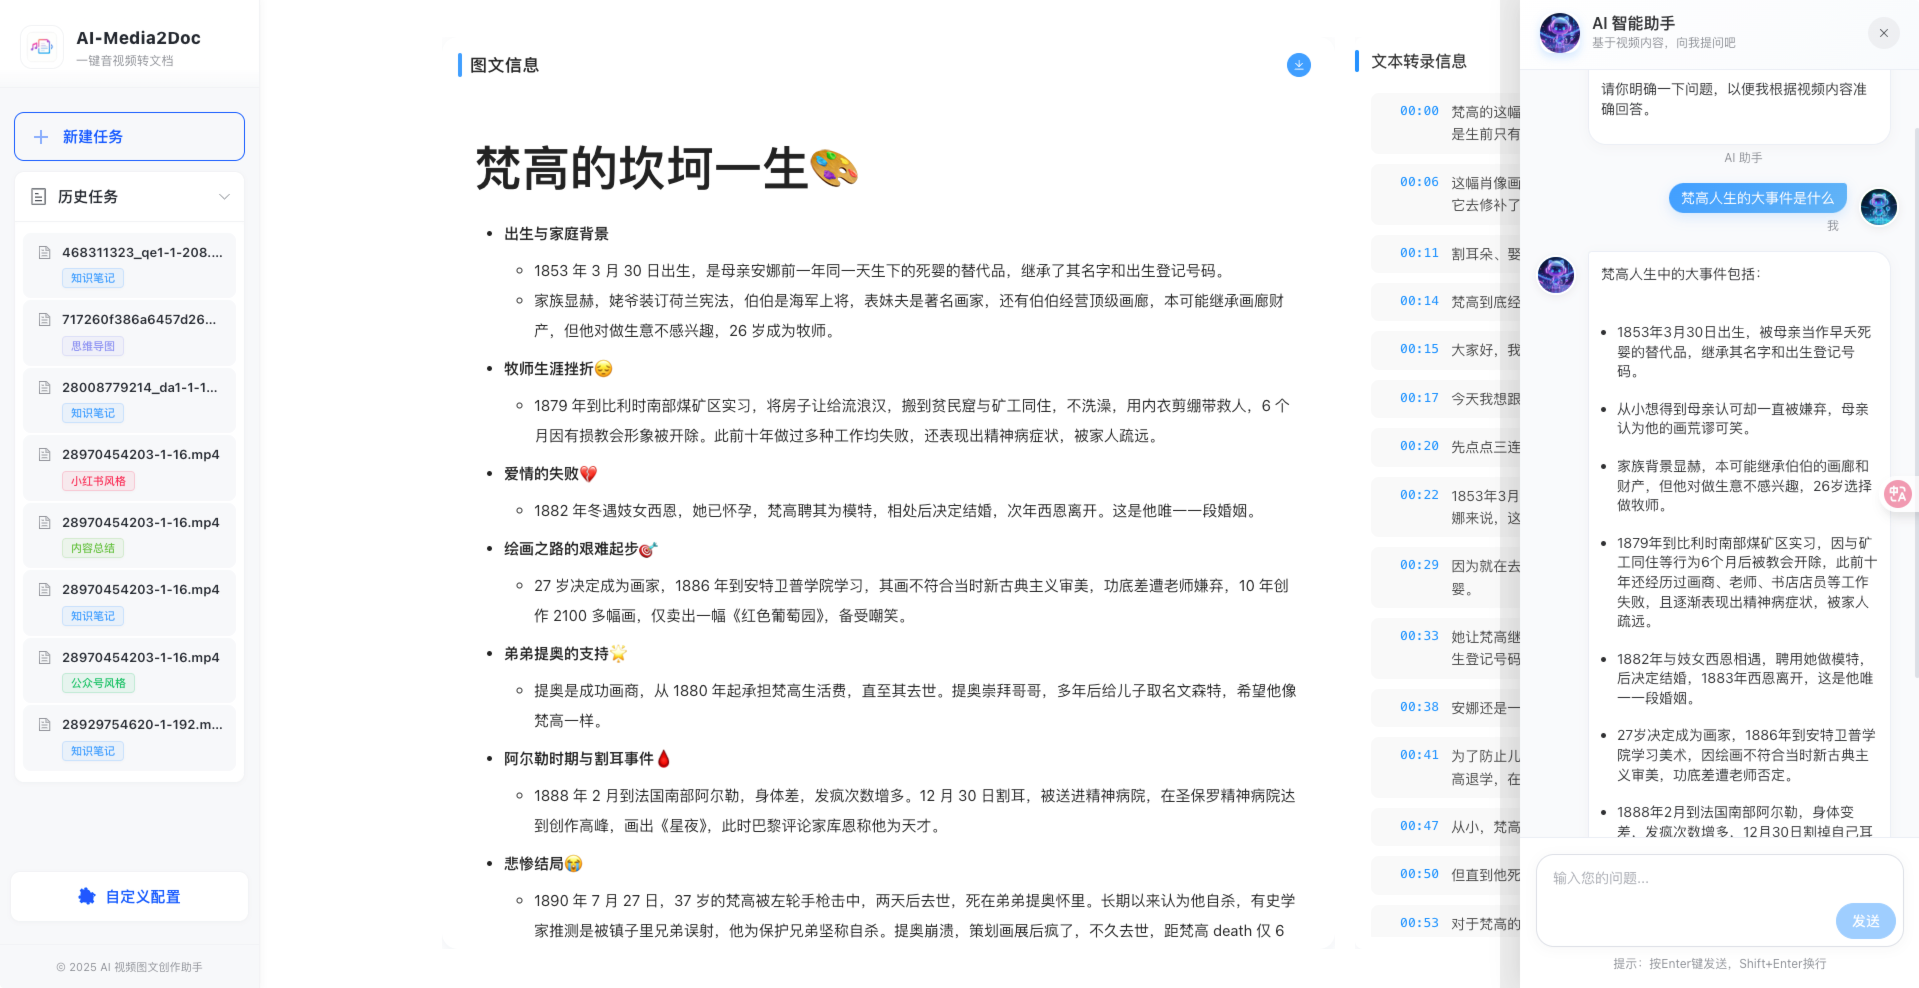 AI-Media2Doc
一键音视频转文档
新建任务
历史任务
468311323_qe1-1-208....
知识笔记
717260f386a6457d26...
思维导图
28008779214_da1-1-1...
知识笔记
28970454203-1-16.mp4
小红书风格
28970454203-1-16.mp4
内容总结
28970454203-1-16.mp4
知识笔记
28970454203-1-16.mp4
公众号风格
28929754620-1-192.m...
知识笔记
自定义配置
© 2025 AI 视频图文创作助手
图文信息
梵高的坎坷一生🎨
出生与家庭背景
1853 年 3 月 30 日出生，是母亲安娜前一年同一天生下的死婴的替代品，继承了其名字和出生登记号码。
家族显赫，姥爷装订荷兰宪法，伯伯是海军上将，表妹夫是著名画家，还有伯伯经营顶级画廊，本可能继承画廊财
产，但他对做生意不感兴趣，26 岁成为牧师。
牧师生涯挫折😔
1879 年到比利时南部煤矿区实习，将房子让给流浪汉，搬到贫民窟与矿工同住，不洗澡，用内衣剪绷带救人，6 个
月因有损教会形象被开除。此前十年做过多种工作均失败，还表现出精神病症状，被家人疏远。
爱情的失败💔
1882 年冬遇妓女西恩，她已怀孕，梵高聘其为模特，相处后决定结婚，次年西恩离开。这是他唯一一段婚姻。
绘画之路的艰难起步🎯
27 岁决定成为画家，1886 年到安特卫普学院学习，其画不符合当时新古典主义审美，功底差遭老师嫌弃，10 年创
作 2100 多幅画，仅卖出一幅《红色葡萄园》，备受嘲笑。
弟弟提奥的支持🌟
提奥是成功画商，从 1880 年起承担梵高生活费，直至其去世。提奥崇拜哥哥，多年后给儿子取名文森特，希望他像
梵高一样。
阿尔勒时期与割耳事件🩸
1888 年 2 月到法国南部阿尔勒，身体差，发疯次数增多。12 月 30 日割耳，被送进精神病院，在圣保罗精神病院达
到创作高峰，画出《星夜》，此时巴黎评论家库恩称他为天才。
悲惨结局😭
1890 年 7 月 27 日，37 岁的梵高被左轮手枪击中，两天后去世，死在弟弟提奥怀里。长期以来认为他自杀，有史学
家推测是被镇子里兄弟误射，他为保护兄弟坚称自杀。提奥崩溃，策划画展后疯了，不久去世，距梵高 death 仅 6
文本转录信息
00:00 梵高的这幅
是生前只有
00:06 这幅肖像画
它去修补了
00:11 割耳朵、娶
00:14 梵高到底经
00:15 大家好，我
00:17 今天我想跟
00:20 先点点三连
00:22 1853年3月
娜来说，这
00:29 因为就在去
婴。
00:33 她让梵高继
生登记号码
00:38 安娜还是一
00:41 为了防止儿
高退学，在
00:47 从小，梵高
00:50 但直到他死
00:53 对于梵高的
AI 智能助手
基于视频内容，向我提问吧
请你明确一下问题，以便我根据视频内容准
确回答。
AI 助手
梵高人生的大事件是什么
我
梵高人生中的大事件包括：
1853年3月30日出生，被母亲当作早夭死
婴的替代品，继承其名字和出生登记号
码。
从小想得到母亲认可却一直被嫌弃，母亲
认为他的画荒谬可笑。
家族背景显赫，本可能继承伯伯的画廊和
财产，但他对做生意不感兴趣，26岁选择
做牧师。
1879年到比利时南部煤矿区实习，因与矿
工同住等行为6个月后被教会开除，此前十
年还经历过画商、老师、书店店员等工作
失败，且逐渐表现出精神病症状，被家人
疏远。
1882年与妓女西恩相遇，聘用她做模特，
后决定结婚，1883年西恩离开，这是他唯
一一段婚姻。
27岁决定成为画家，1886年到安特卫普学
院学习美术，因绘画不符合当时新古典主
义审美，功底差遭老师否定。
1888年2月到法国南部阿尔勒，身体变
差，发疯次数增多，12月30日割掉自己耳
输入您的问题...
发送
提示：按Enter键发送，Shift+Enter换行